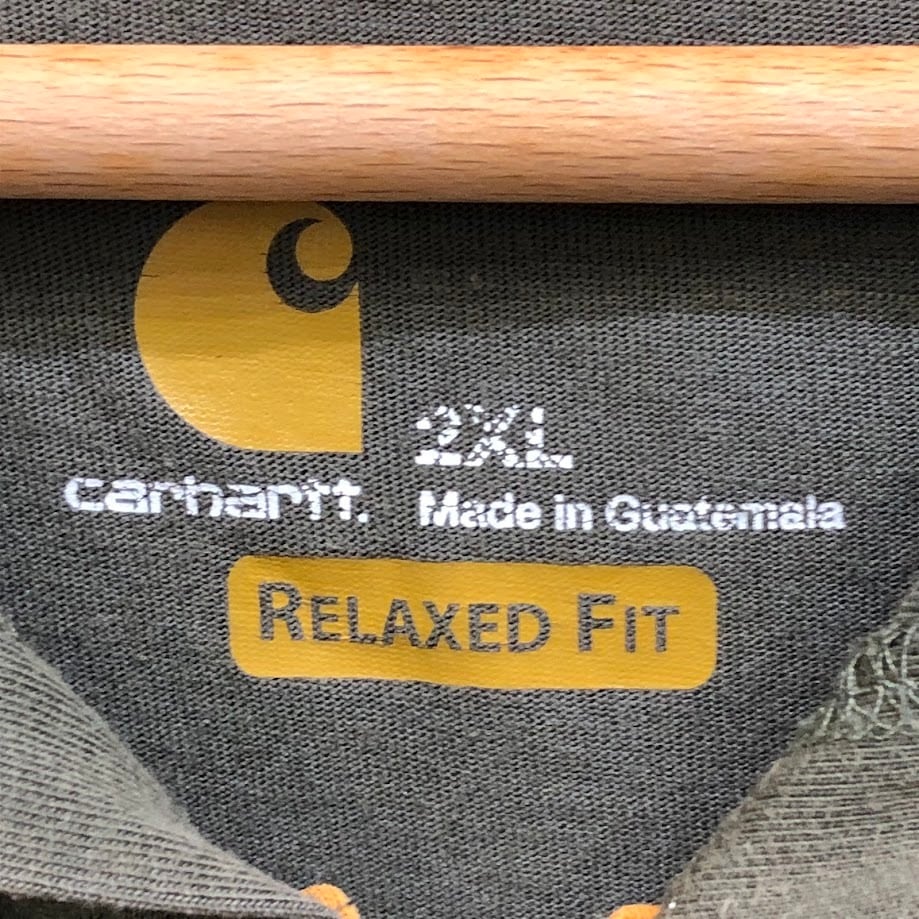 2XL
carhartt.
Made in Guatemala
RELAXED FIT